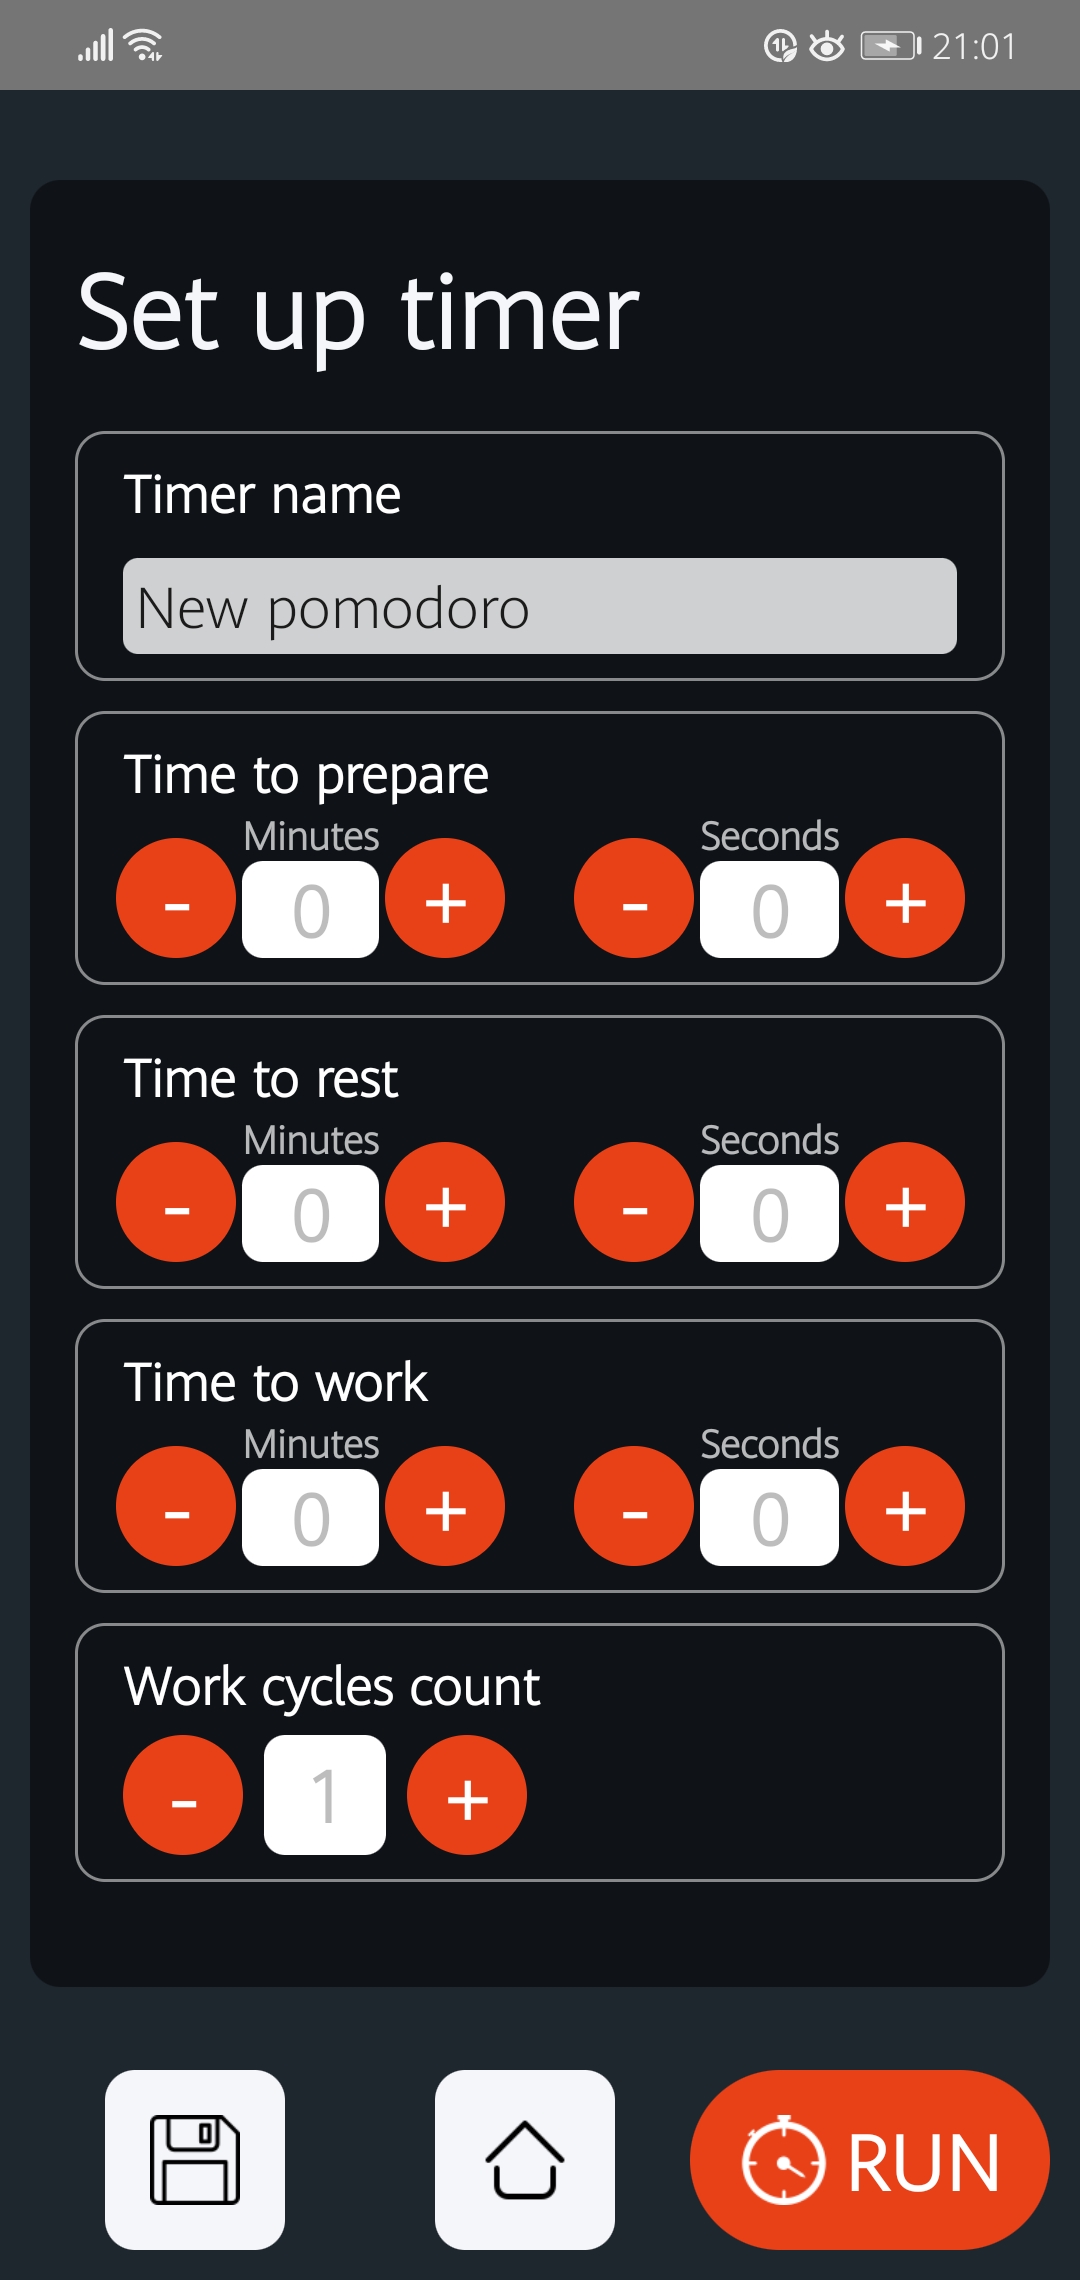 21:01
Set up timer
Timer name
New pomodoro
Time to prepare
Minutes Seconds
- 0 + - 0 +
Time to rest
Minutes Seconds
- 0 + - 0 +
Time to work
Minutes Seconds
- 0 + - 0 +
Work cycles count
- 1 +
RUN